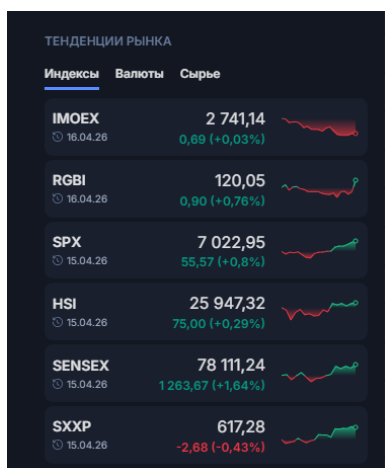 ТЕНДЕНЦИИ РЫНКА
Индексы Валюты Сырье
IMOEX 2 741,14
16.04.26 0,69 (+0,03%)
RGBI 120,05
16.04.26 0,90 (+0,76%)
SPX 7 022,95
15.04.26 55,57 (+0,8%)
HSI 25 947,32
15.04.26 75,00 (+0,29%)
SENSEX 78 111,24
15.04.26 1 263,67 (+1,64%)
SXXP 617,28
15.04.26 -2,68 (-0,43%)